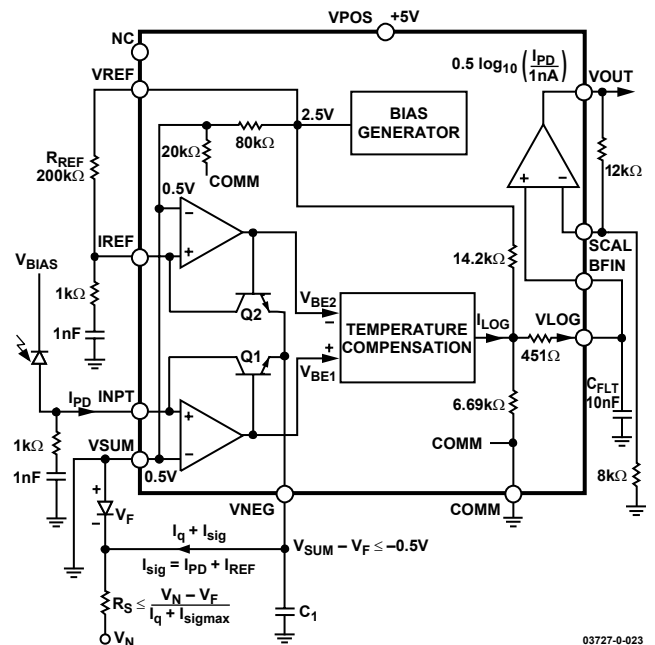 VPOS
+5V
NC
VREF
0.5 log10 (IPD/1nA)
VOUT
2.5V
BIAS
GENERATOR
80kΩ
20kΩ
COMM
RREF
200kΩ
0.5V
12kΩ
VBIAS
IREF
SCAL
BFIN
14.2kΩ
1kΩ
1nF
Q2
VBE2
TEMPERATURE
COMPENSATION
ILOG
VLOG
451Ω
Q1
VBE1
IPD
INPT
CFLT
10nF
6.69kΩ
1kΩ
1nF
VSUM
0.5V
COMM
8kΩ
VNEG
COMM
VF
Iq + Isig
Isig = IPD + IREF
VSUM – VF ≤ –0.5V
RS ≤ (VN – VF)/(Iq + Isigmax)
C1
VN
03727-0-023